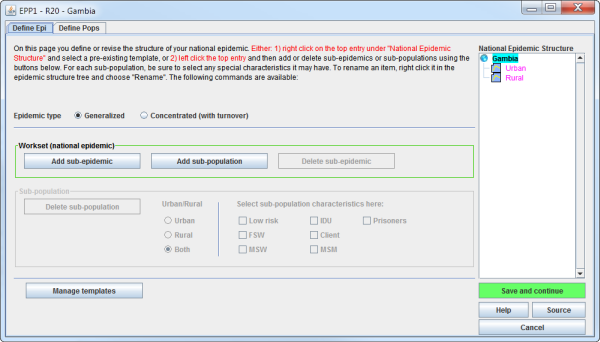 EPP1 - R20 - Gambia
Define Epi
Define Pops
On this page you define or revise the structure of your national epidemic. Either: 1) right click on the top entry under "National Epidemic
Structure" and select a pre-existing template, or 2) left click the top entry and then add or delete sub-epidemics or sub-populations using the
buttons below. For each sub-population, be sure to select any special characteristics it may have. To rename an item, right click it in the
epidemic structure tree and choose "Rename". The following commands are available:
National Epidemic Structure
Gambia
Urban
Rural
Epidemic type
Generalized
Concentrated (with turnover)
Workset (national epidemic)
Add sub-epidemic
Add sub-population
Delete sub-epidemic
Sub-population
Delete sub-population
Urban/Rural
Urban
Rural
Both
Select sub-population characteristics here:
Low risk
IDU
Prisoners
FSW
Client
MSW
MSM
Manage templates
Save and continue
Help
Source
Cancel